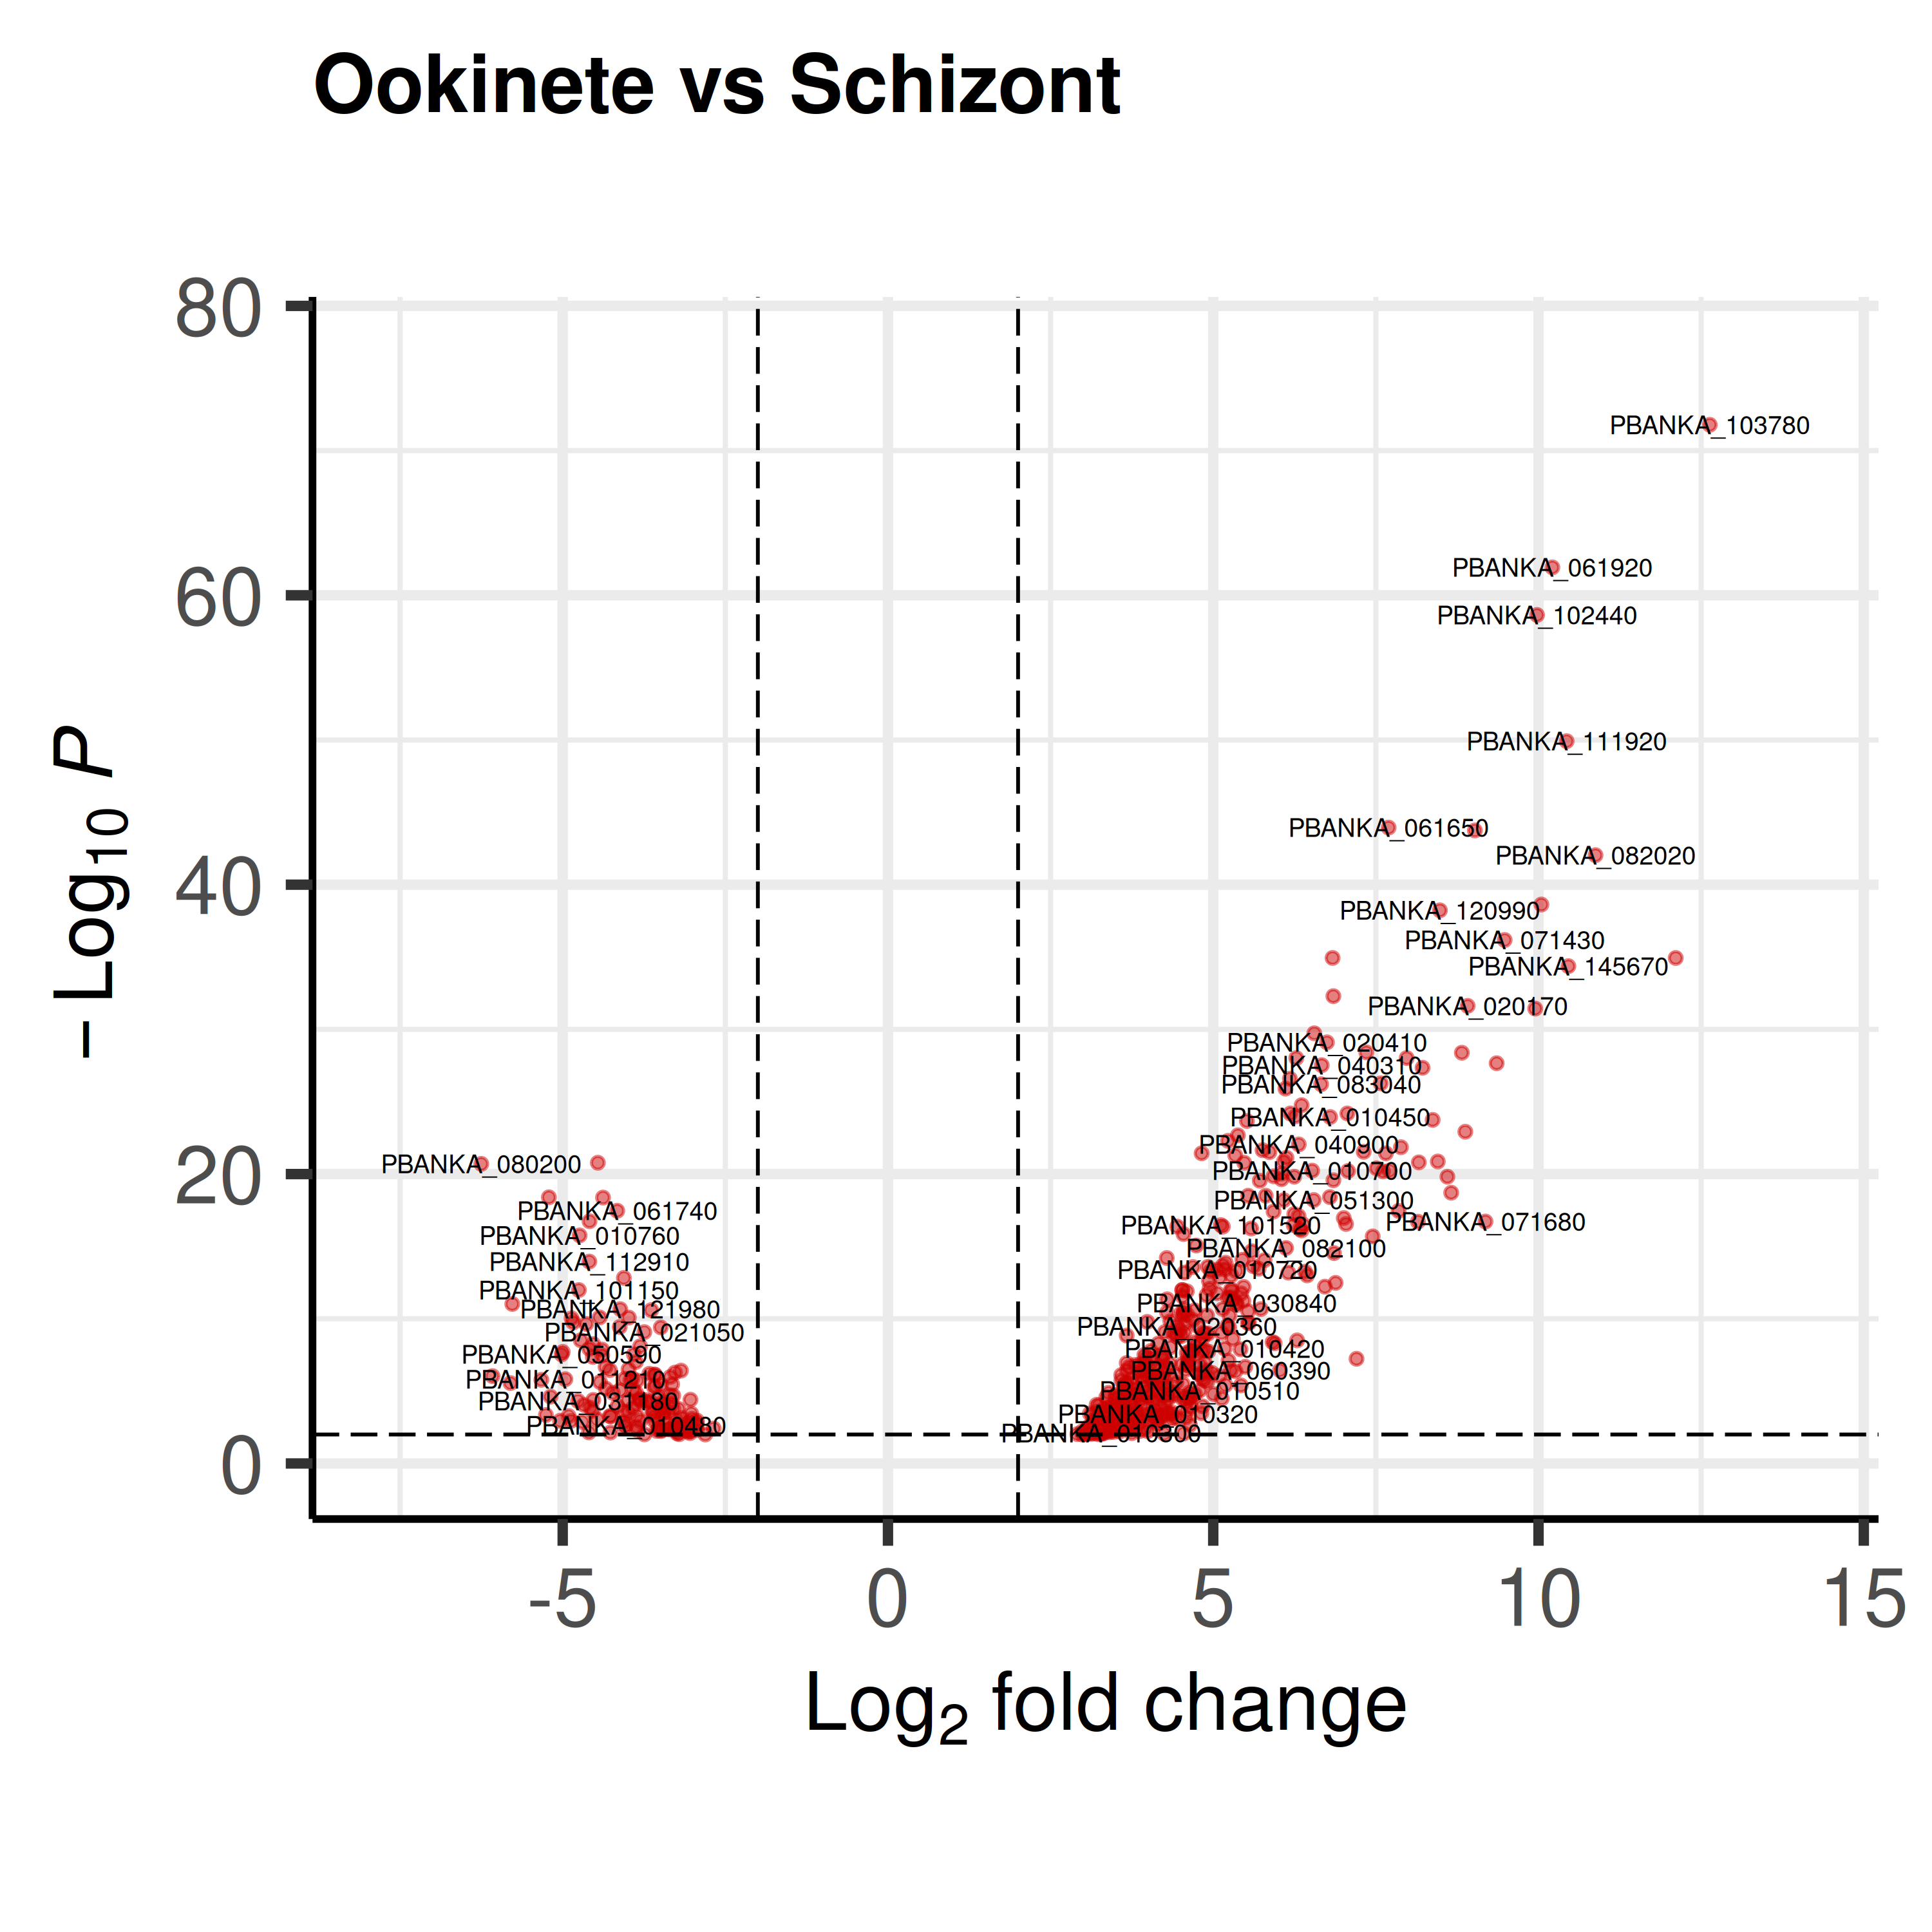 Ookinete vs Schizont
80
60
40
20
0
− Log10 P
PBANKA_103780
PBANKA_061920
PBANKA_102440
PBANKA_111920
PBANKA_061650
PBANKA_082020
PBANKA_120990
PBANKA_071430
PBANKA_145670
PBANKA_020170
PBANKA_020410
PBANKA_040310
PBANKA_083040
PBANKA_010450
PBANKA_040900
PBANKA_080200
PBANKA_010700
PBANKA_051300
PBANKA_061740
PBANKA_071680
PBANKA_101520
PBANKA_010760
PBANKA_082100
PBANKA_112910
PBANKA_010720
PBANKA_101150
PBANKA_030840
PBANKA_121980
PBANKA_020360
PBANKA_021050
PBANKA_010420
PBANKA_050590
PBANKA_060390
PBANKA_011210
PBANKA_010510
PBANKA_031180
PBANKA_010320
PBANKA_010480
PBANKA_010300
-5
0
5
10
15
Log2 fold change